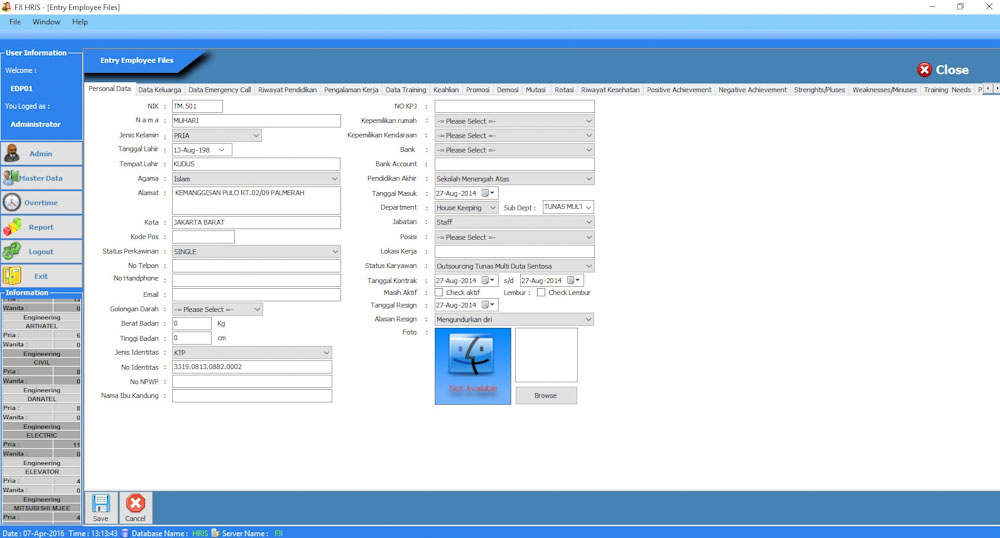 FJI HRIS - [Entry Employee Files]
File Window Help
User Information
Welcome :
EDP01
You Loged as :
Administrator
Admin
Master Data
Overtime
Report
Logout
Exit
Information
Wanita : 0
Engineering
ARTHATEL
Pria : 6
Wanita : 0
Engineering
CIVIL
Pria : 8
Wanita : 0
Engineering
DANATEL
Pria : 8
Wanita : 0
Engineering
ELECTRIC
Pria : 11
Wanita : 0
Engineering
ELEVATOR
Pria : 4
Wanita : 0
Engineering
MITSUBISHI MJEE
Pria : 4
Entry Employee Files
Close
Personal Data Data Keluarga Data Emergency Call Riwayat Pendidikan Pengalaman Kerja Data Training Keahlian Promosi Demosi Mutasi Rotasi Riwayat Kesehatan Positive Achievement Negative Achievement Strenghts/Pluses Weaknesses/Minuses Training Needs
NIK : TM.501
N a m a : MUHARI
Jenis Kelamin : PRIA
Tanggal Lahir : 13-Aug-198
Tempat Lahir : KUDUS
Agama : Islam
Alamat : KEMANGGISAN PULO RT.02/09 PALMERAH
Kota : JAKARTA BARAT
Kode Pos :
Status Perkawinan : SINGLE
No Telpon :
No Handphone :
Email :
Golongan Darah : -= Please Select =-
Berat Badan : 0 Kg
Tinggi Badan : 0 cm
Jenis Identitas : KTP
No Identitas : 3319.0813.0882.0002
No NPWP :
Nama Ibu Kandung :
NO KPJ :
Kepemilikan rumah : -= Please Select =-
Kepemilikan Kendaraan : -= Please Select =-
Bank : -= Please Select =-
Bank Account :
Pendidikan Akhir : Sekolah Menengah Atas
Tanggal Masuk : 27-Aug-2014
Department : House Keeping Sub Dept : TUNAS MULT
Jabatan : Staff
Posisi : -= Please Select =-
Lokasi Kerja :
Status Karyawan : Outsourcing Tunas Multi Duta Sentosa
Tanggal Kontrak : 27-Aug-2014 s/d 27-Aug-2014
Masih Aktif : Check aktif Lembur : Check Lembur
Tanggal Resign : 27-Aug-2014
Alasan Resign : Mengundurkan diri
Foto :
Not Available
Browse
Save Cancel
Date : 07-Apr-2016 Time : 13:13:43 Database Name : HRIS Server Name : FJI